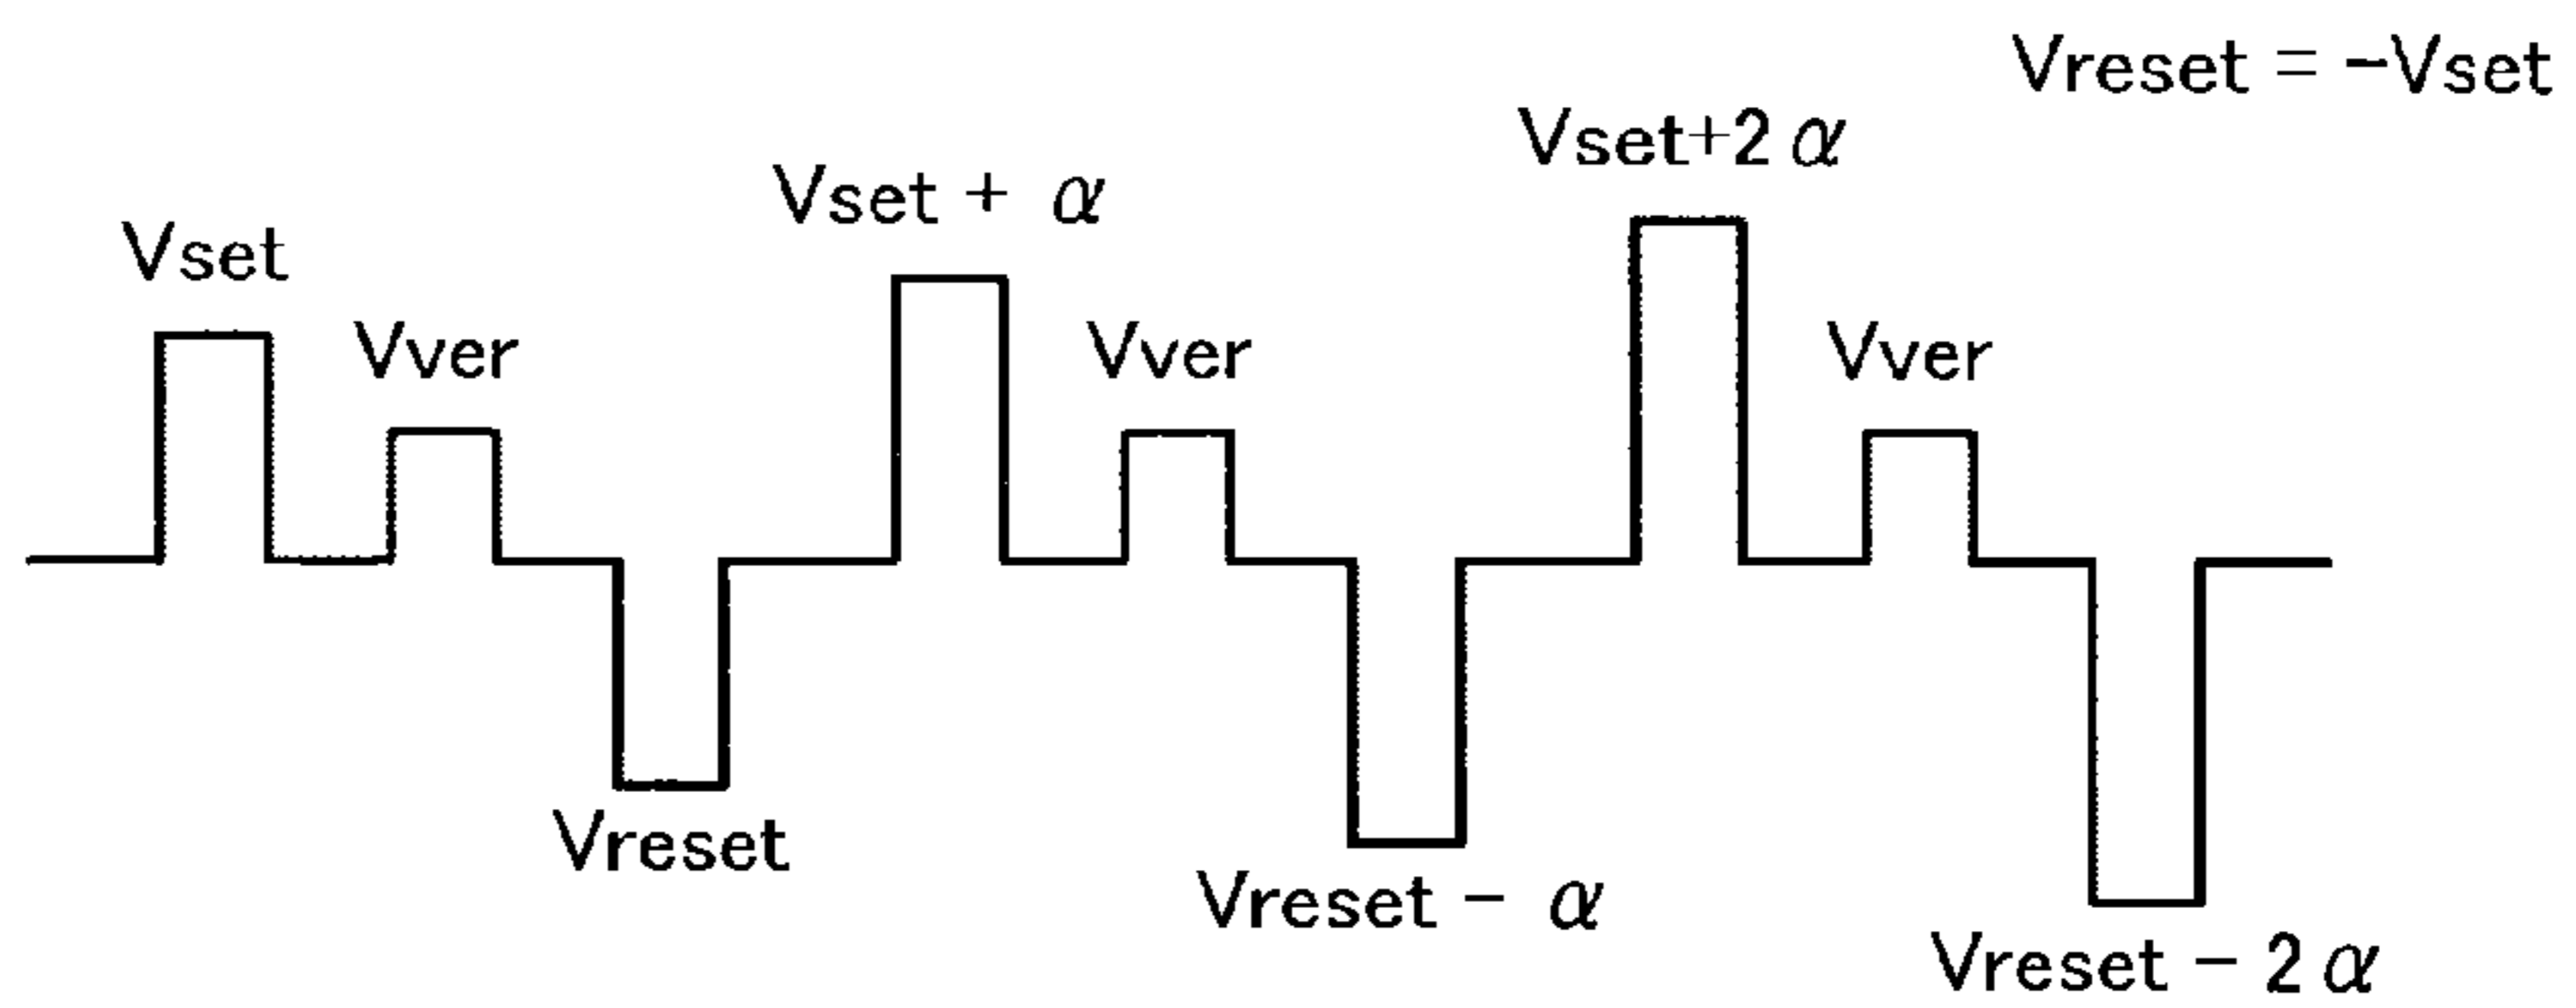 Vreset = -Vset
Vset+2α
Vset + α
Vset
Vver
Vver
Vver
Vreset
Vreset - α
Vreset - 2α